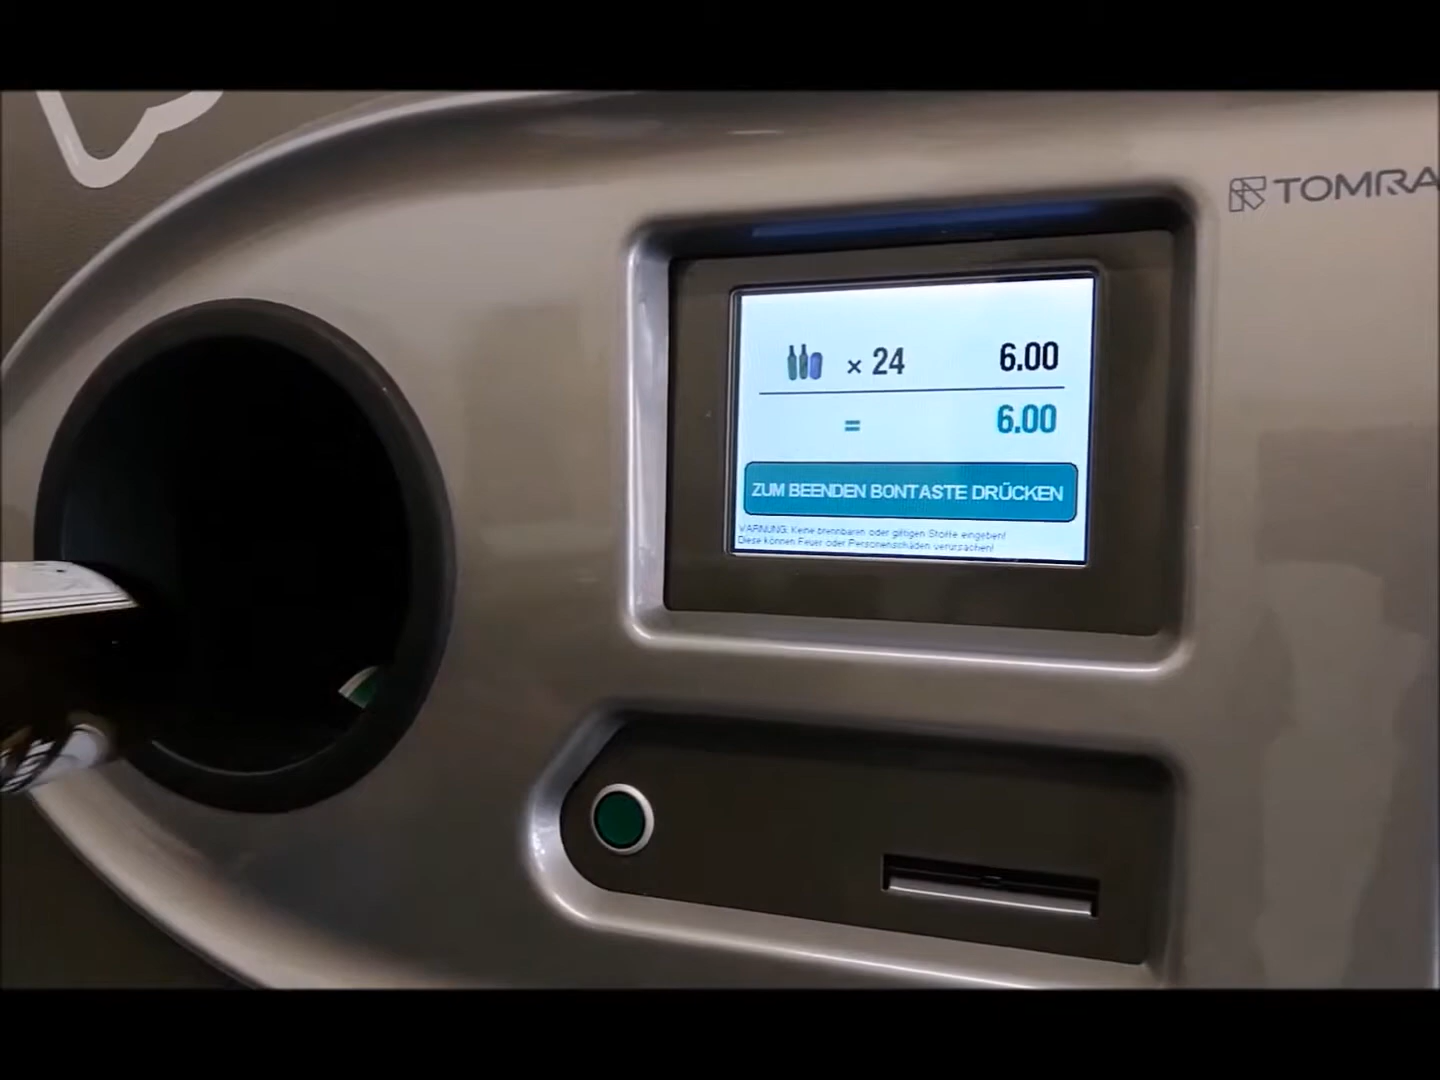 TOMRA
× 24 6.00
= 6.00
ZUM BEENDEN BONTASTE DRÜCKEN
WARNUNG: Keine brennbaren oder giftigen Stoffe eingeben!
Diese können Feuer oder Personenschäden verursachen!